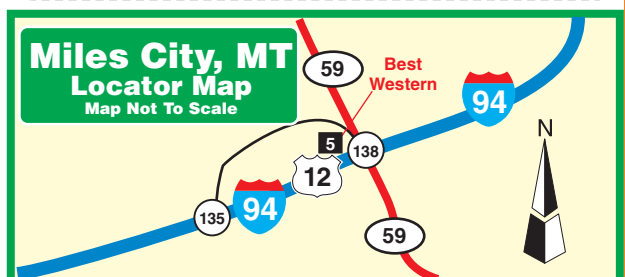 Miles City, MT
Locator Map
Map Not To Scale
59
Best
Western
94
N
5
138
12
94
135
59